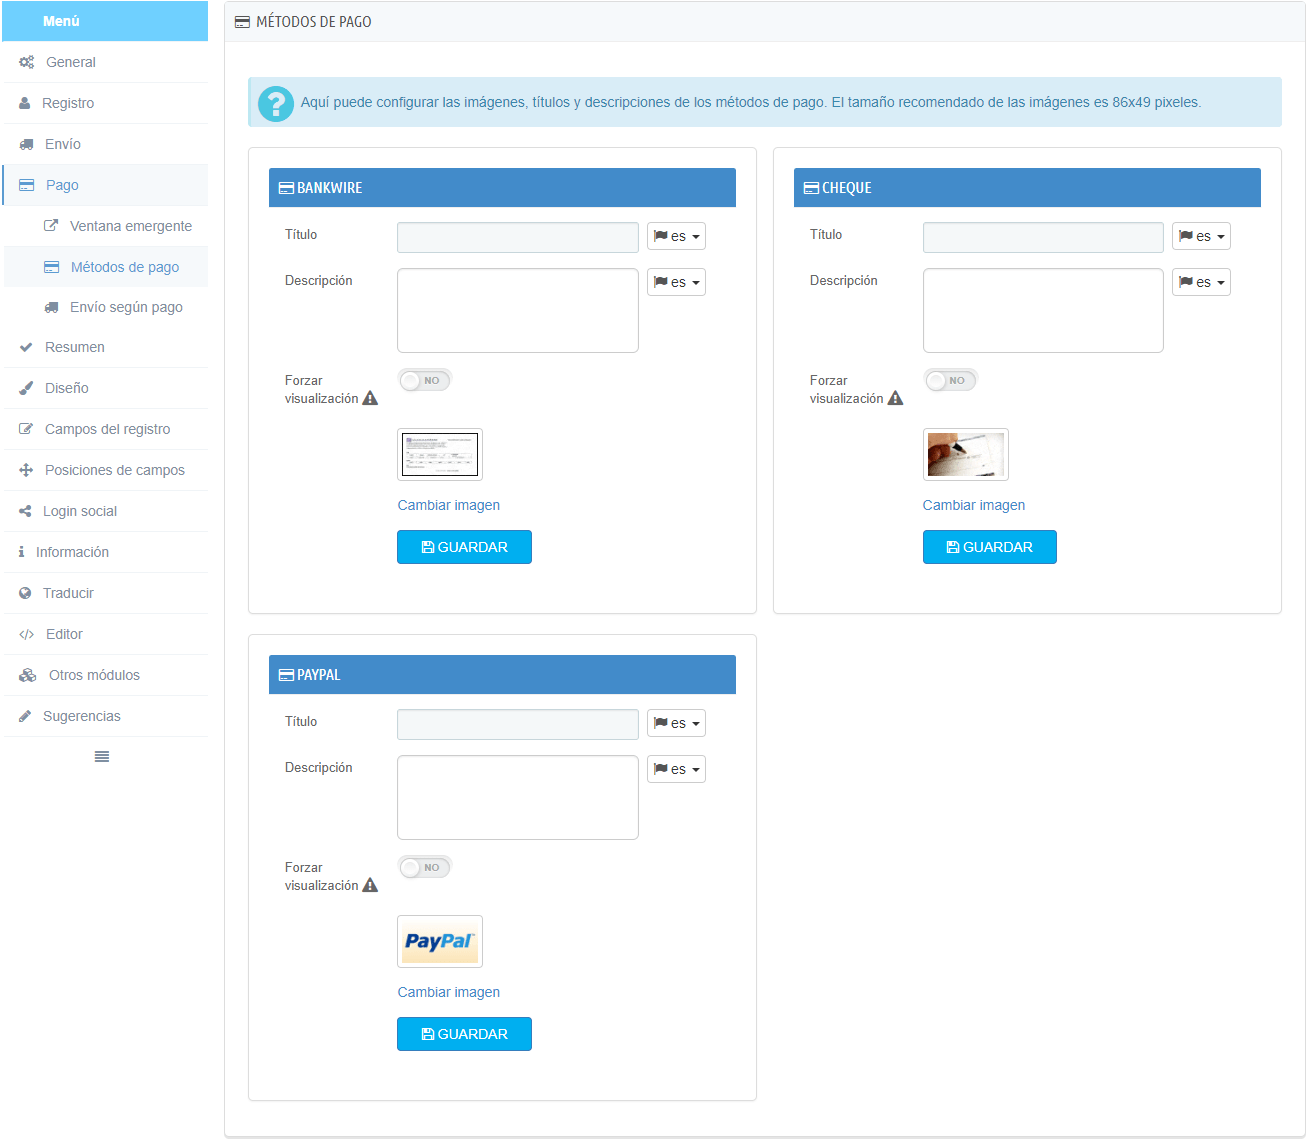 Menú
General
Registro
Envío
Pago
Ventana emergente
Métodos de pago
Envío según pago
Resumen
Diseño
Campos del registro
Posiciones de campos
Login social
Información
Traducir
Editor
Otros módulos
Sugerencias
MÉTODOS DE PAGO
Aquí puede configurar las imágenes, títulos y descripciones de los métodos de pago. El tamaño recomendado de las imágenes es 86x49 pixeles.
BANKWIRE
Título
es
Descripción
es
Forzar
visualización
NO
Cambiar imagen
GUARDAR
CHEQUE
Título
es
Descripción
es
Forzar
visualización
NO
Cambiar imagen
GUARDAR
PAYPAL
Título
es
Descripción
es
Forzar
visualización
NO
PayPal
Cambiar imagen
GUARDAR